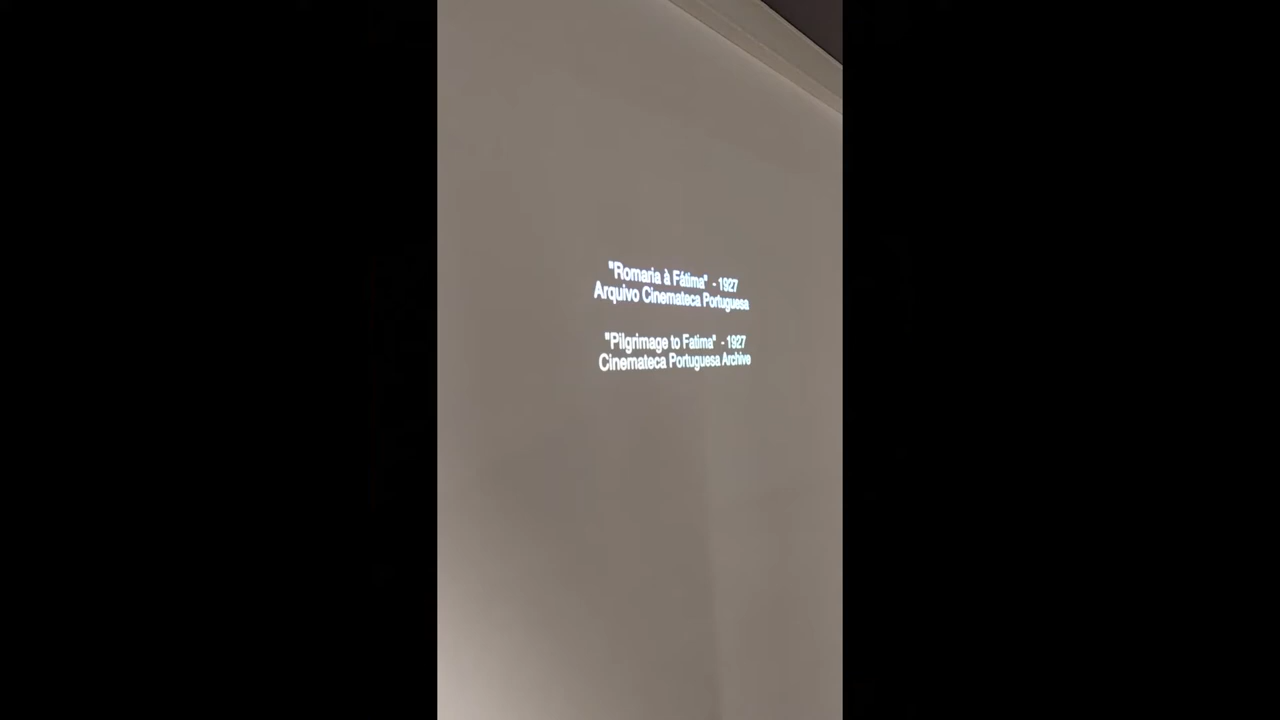 "Romaria à Fátima" - 1927
Arquivo Cinemateca Portuguesa
"Pilgrimage to Fatima" - 1927
Cinemateca Portuguesa Archive